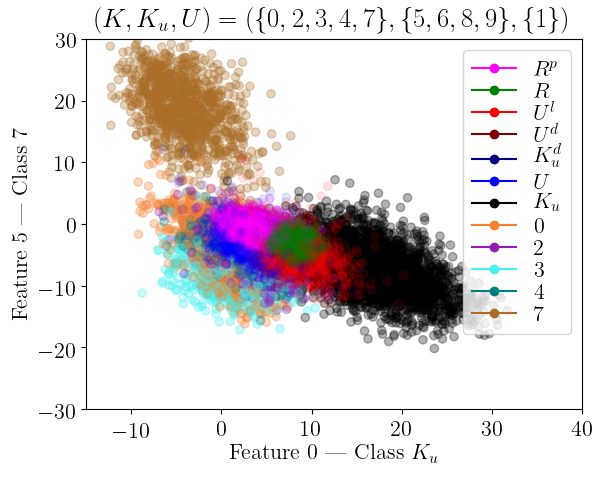 (K, K_u, U) = ({0, 2, 3, 4, 7}, {5, 6, 8, 9}, {1})
30
20
10
0
−10
−20
−30
Feature 5 — Class 7
−10
0
10
20
30
40
Feature 0 — Class K_u
R^p
R
U^l
U^d
K_u^d
U
K_u
0
2
3
4
7